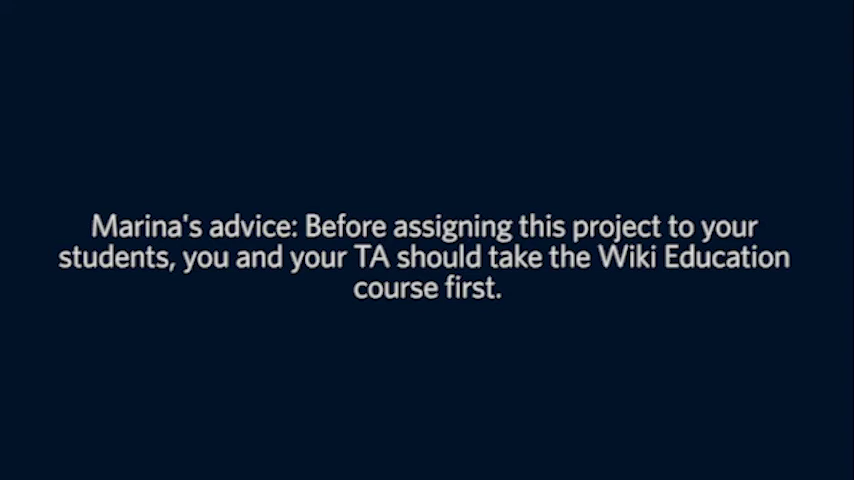 Marina's advice: Before assigning this project to your
students, you and your TA should take the Wiki Education
course first.